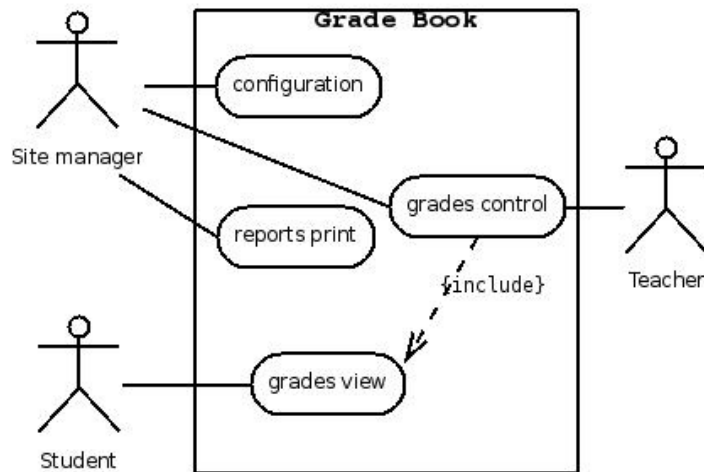 Grade Book
configuration
Site manager
grades control
reports print
Teacher
{include}
grades view
Student